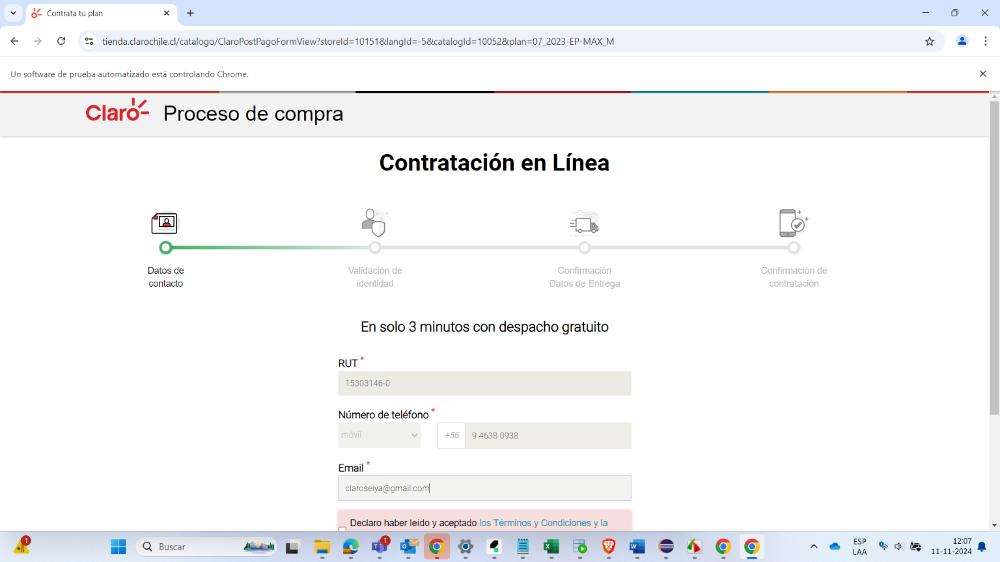 Contrata tu plan
tienda.clarochile.cl/catalogo/ClaroPostPagoFormView?storeId=10151&langId=-5&catalogId=10052&plan=07_2023-EP-MAX_M
Un software de prueba automatizado está controlando Chrome.
Claro Proceso de compra
Contratación en Línea
Datos de
contacto
Validación de
identidad
Confirmación
Datos de Entrega
Confirmación de
contratación
En solo 3 minutos con despacho gratuito
RUT *
15303146-0
Número de teléfono *
móvil +56 9 4638 0938
Email *
claroseiya@gmail.com
Declaro haber leído y aceptado los Términos y Condiciones y la
1
Buscar
1
ESP
LAA
12:07
11-11-2024